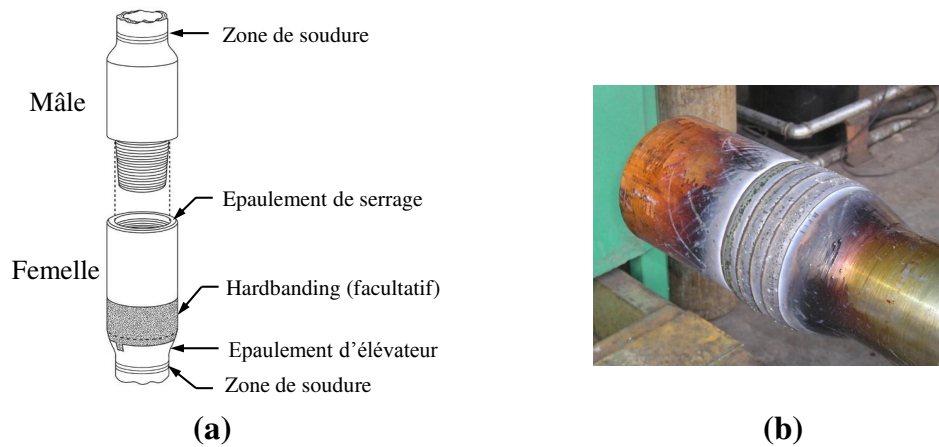 Zone de soudure
Mâle
Epaulement de serrage
Femelle
Hardbanding (facultatif)
Epaulement d'élévateur
Zone de soudure
(a)
(b)